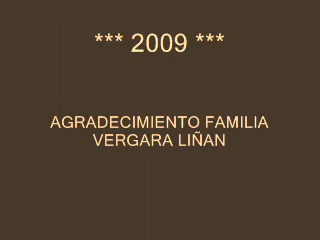 *** 2009 ***
AGRADECIMIENTO FAMILIA
VERGARA LIÑAN